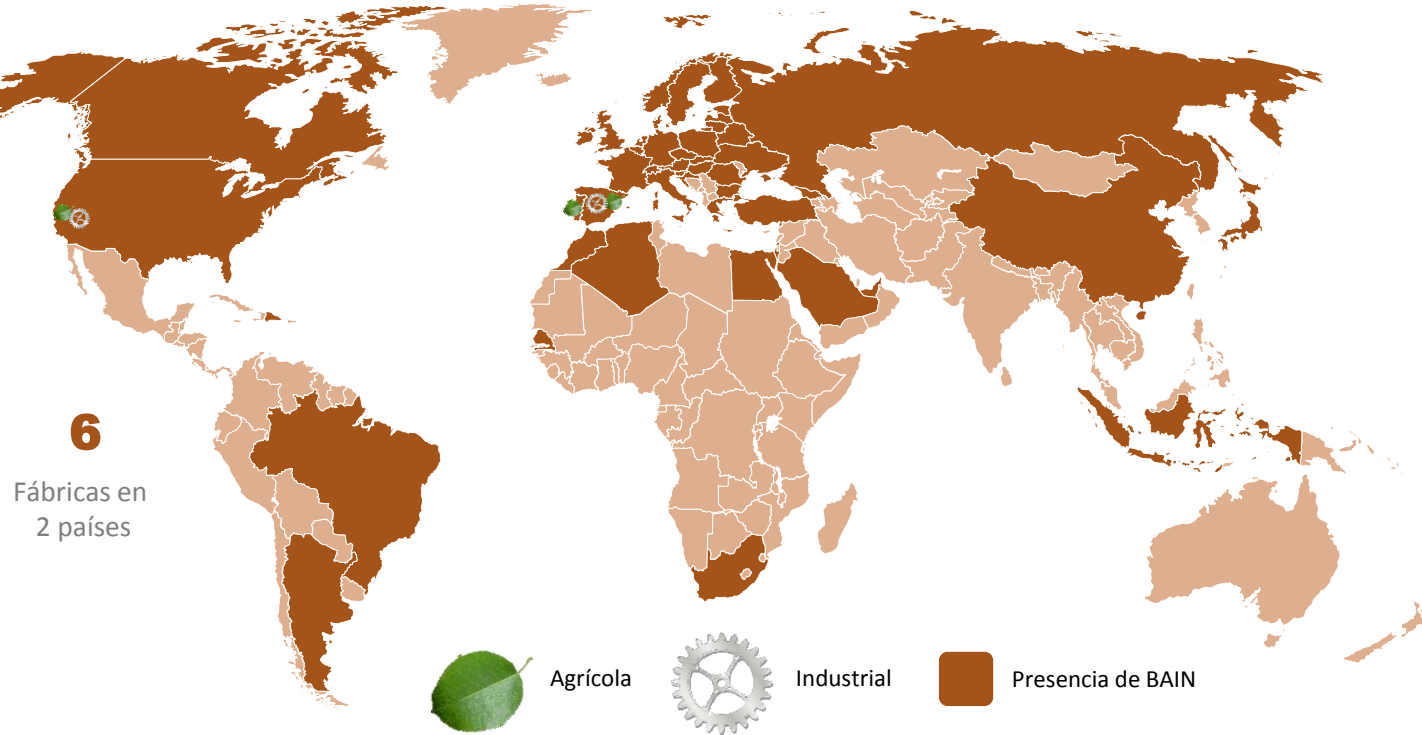 6
Fábricas en
2 países
Agrícola
Industrial
Presencia de BAIN